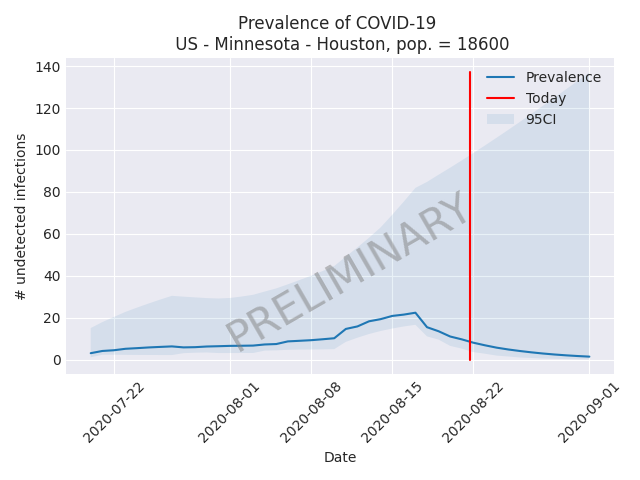 Prevalence of COVID-19
US - Minnesota - Houston, pop. = 18600
140
120
100
80
60
40
20
0
# undetected infections
Prevalence
Today
95CI
PRELIMINARY
2020-07-22
2020-08-01
2020-08-08
2020-08-15
2020-08-22
2020-09-01
Date